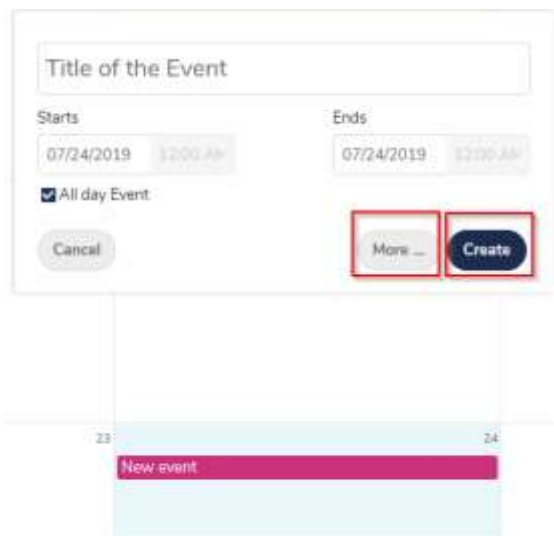 Title of the Event
Starts Ends
07/24/2019 12:00 AM 07/24/2019 12:00 AM
All day Event
Cancel More ... Create
23 24
New event